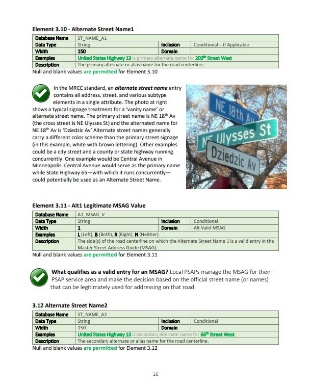 Element 3.10 - Alternate Street Name1
Database Name ST_NAME_A1
Data Type String Inclusion Conditional – If Applicable
Width 150 Domain
Examples United States Highway 13 is primary alternate name for 200th Street West
Description The primary alternate or alias name for the road centerline.
Null and blank values are permitted for Element 3.10
In the MRCC standard, an alternate street name entry
contains all address, street, and various subtype
elements in a single attribute. The photo at right
shows a typical signage treatment for a 'vanity name' or
alternate street name. The primary street name is NE 18th Av
(the cross street is NE Ulysses St) and the alternated name for
NE 18th Av is 'Dziedzic Av' Alternate street names generally
carry a different color scheme than the primary street signage
(in this example, white with brown lettering). Other examples
could be a city street and a county or state highway running
concurrently. One example would be Central Avenue in
Minneapolis. Central Avenue would serve as the primary name
while State Highway 65—with which it runs concurrently—
could potentially be used as an Alternate Street Name.
NE 18th
Ulysses St
Dziedzic Av
Element 3.11 - Alt1 Legitimate MSAG Value
Database Name A1_MSAG_V
Data Type String Inclusion Conditional
Width 1 Domain Alt Valid MSAG
Examples L (Left), B (Both), R (Right), N (Neither)
Description The side(s) of the road centerline on which the Alternate Street Name 1 is a valid entry in the
Master Street Address Guide (MSAG).
Null and blank values are permitted for Element 3.11
What qualifies as a valid entry for an MSAG? Local PSAPs manage the MSAG for their
PSAP service area and make the decision based on the official street name (or names)
that can be legitimately used for addressing on that road
3.12 Alternate Street Name2
Database Name ST_NAME_A2
Data Type String Inclusion Conditional
Width 150 Domain
Examples United States Highway 13 is secondary alternate name for 66th Street West
Description The secondary alternate or alias name for the road centerline.
Null and blank values are permitted for Element 3.12